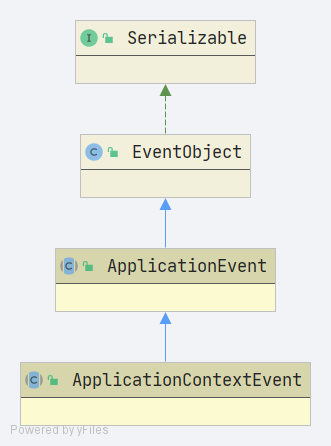 I Serializable
C EventObject
C ApplicationEvent
C ApplicationContextEvent
Powered by yFiles